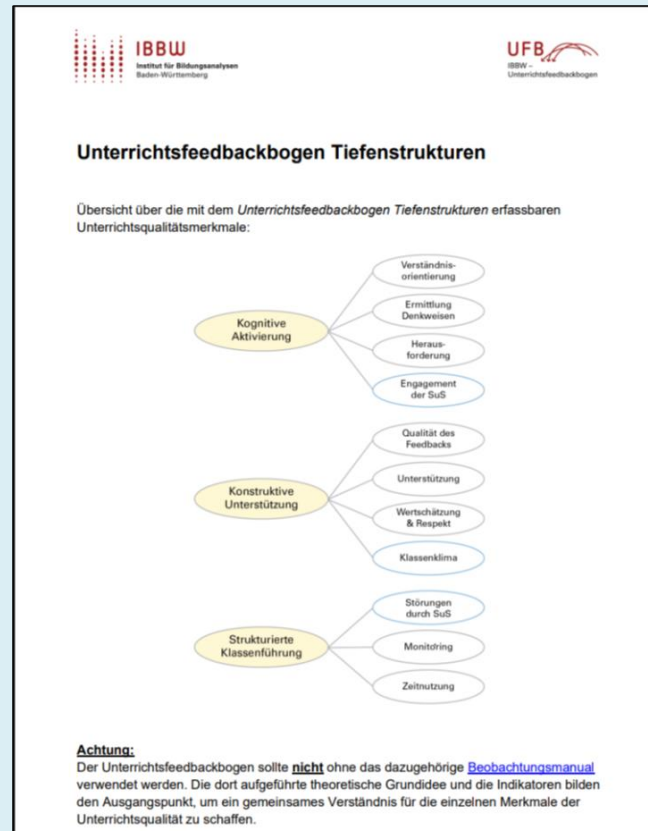 IBBW
Institut für Bildungsanalysen
Baden-Württemberg
UFB
IBBW –
Unterrichtsfeedbackbogen
Unterrichtsfeedbackbogen Tiefenstrukturen
Übersicht über die mit dem Unterrichtsfeedbackbogen Tiefenstrukturen erfassbaren
Unterrichtsqualitätsmerkmale:
Kognitive
Aktivierung
Verständnis-
orientierung
Ermittlung
Denkweisen
Heraus-
forderung
Engagement
der SuS
Konstruktive
Unterstützung
Qualität des
Feedbacks
Unterstützung
Wertschätzung
& Respekt
Klassenklima
Strukturierte
Klassenführung
Störungen
durch SuS
Monitoring
Zeitnutzung
Achtung:
Der Unterrichtsfeedbackbogen sollte nicht ohne das dazugehörige Beobachtungsmanual
verwendet werden. Die dort aufgeführte theoretische Grundidee und die Indikatoren bilden
den Ausgangspunkt, um ein gemeinsames Verständnis für die einzelnen Merkmale der
Unterrichtsqualität zu schaffen.